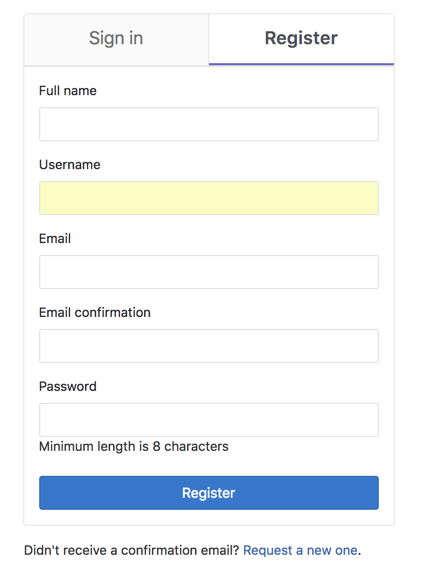 Sign in
Register
Full name
Username
Email
Email confirmation
Password
Minimum length is 8 characters
Register
Didn't receive a confirmation email? Request a new one.